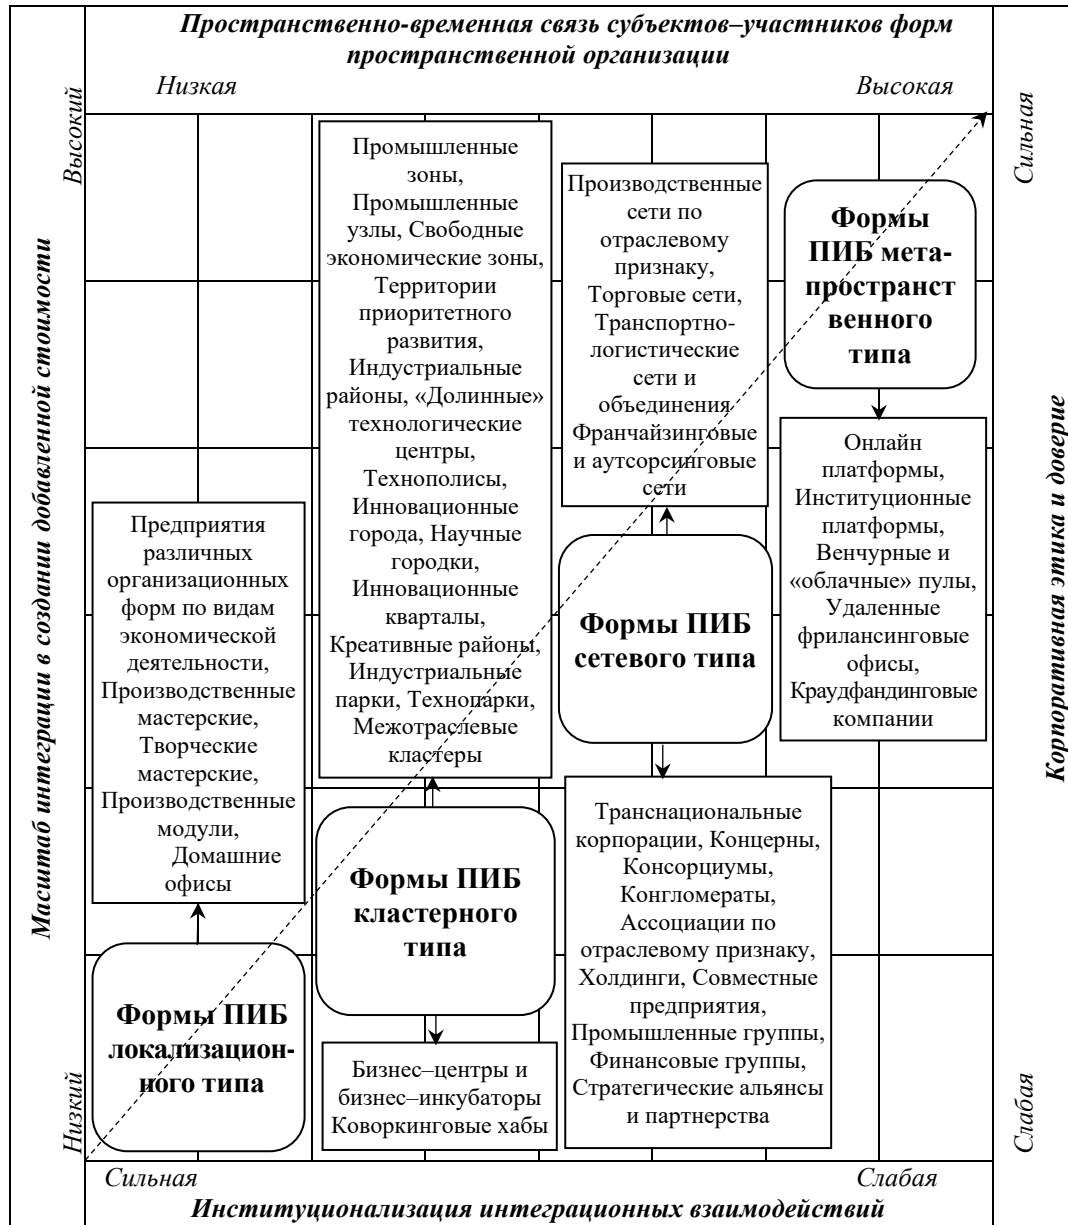 Пространственно-временная связь субъектов–участников форм
пространственной организации
Низкая
Высокая
Масштаб интеграции в создании добавленной стоимости
Высокий
Низкий
Предприятия
различных
организационных
форм по видам
экономической
деятельности,
Производственные
мастерские,
Творческие
мастерские,
Производственные
модули,
Домашние
офисы
Формы ПИБ
локализацион-
ного типа
Промышленные
зоны,
Промышленные
узлы, Свободные
экономические зоны,
Территории
приоритетного
развития,
Индустриальные
районы, «Долинные»
технологические
центры,
Технополисы,
Инновационные
города, Научные
городки,
Инновационные
кварталы,
Креативные районы,
Индустриальные
парки, Технопарки,
Межотраслевые
кластеры
Формы ПИБ
кластерного
типа
Бизнес–центры и
бизнес–инкубаторы
Коворкинговые хабы
Производственные
сети по
отраслевому
признаку,
Торговые сети,
Транспортно-
логистические
сети и
объединения
Франчайзинговые
и аутсорсинговые
сети
Формы ПИБ
сетевого типа
Транснациональные
корпорации, Концерны,
Консорциумы,
Конгломераты,
Ассоциации по
отраслевому признаку,
Холдинги, Совместные
предприятия,
Промышленные группы,
Финансовые группы,
Стратегические альянсы
и партнерства
Формы
ПИБ мета-
пространст
венного
типа
Онлайн
платформы,
Институционные
платформы,
Венчурные и
«облачные» пулы,
Удаленные
фрилансинговые
офисы,
Краудфандинговые
компании
Сильная
Слабая
Корпоративная этика и доверие
Сильная
Слабая
Институционализация интеграционных взаимодействий